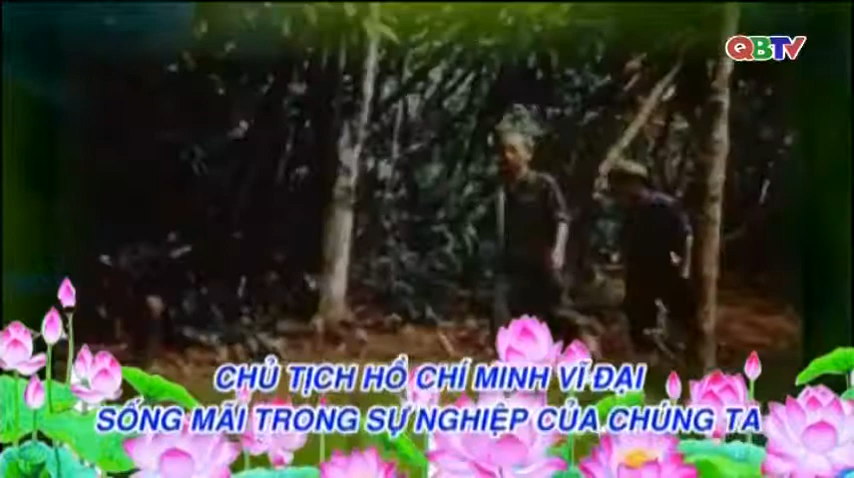 QBTV
CHỦ TỊCH HỒ CHÍ MINH VĨ ĐẠI
SỐNG MÃI TRONG SỰ NGHIỆP CỦA CHÚNG TA